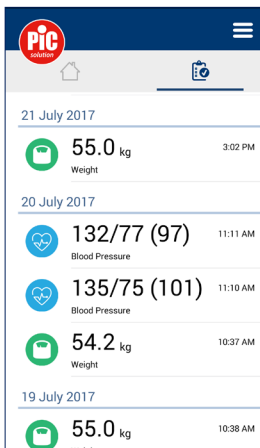 PiC
solution
21 July 2017
55.0 kg 3:02 PM
Weight
20 July 2017
132/77 (97) 11:11 AM
Blood Pressure
135/75 (101) 11:10 AM
Blood Pressure
54.2 kg 10:37 AM
Weight
19 July 2017
55.0 kg 10:38 AM